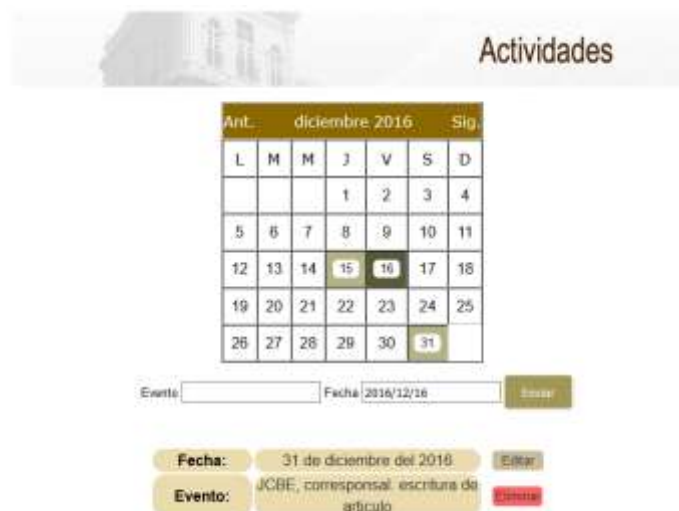 Actividades
Ant. diciembre 2016 Sig.
L M M J V S D
1 2 3 4
5 6 7 8 9 10 11
12 13 14 15 16 17 18
19 20 21 22 23 24 25
26 27 28 29 30 31
Evento Fecha 2016/12/16 Enviar
Fecha: 31 de diciembre del 2016 Editar
Evento: JCBE, corresponsal. escritura de
articulo Eliminar